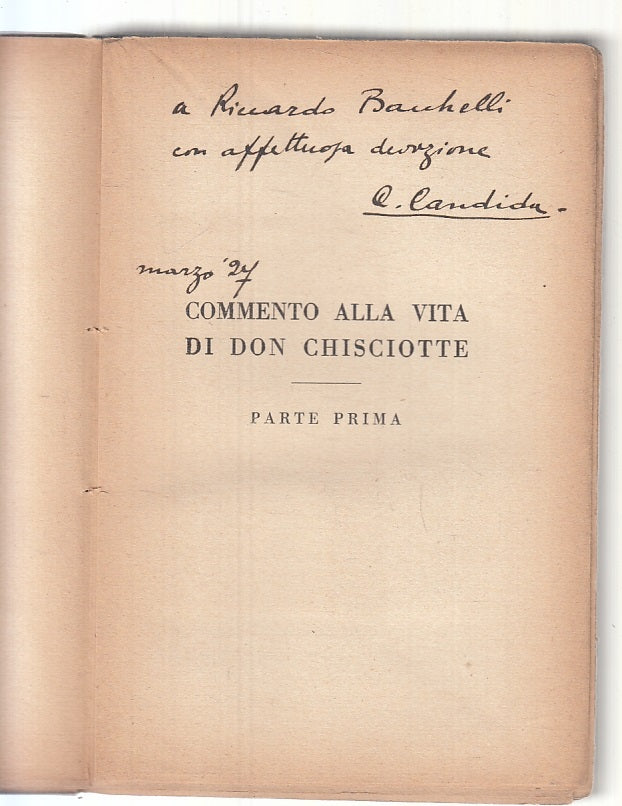 a Riccardo Bacchelli
con affettuosa devozione
C. Candida.
marzo '27
COMMENTO ALLA VITA
DI DON CHISCIOTTE
PARTE PRIMA